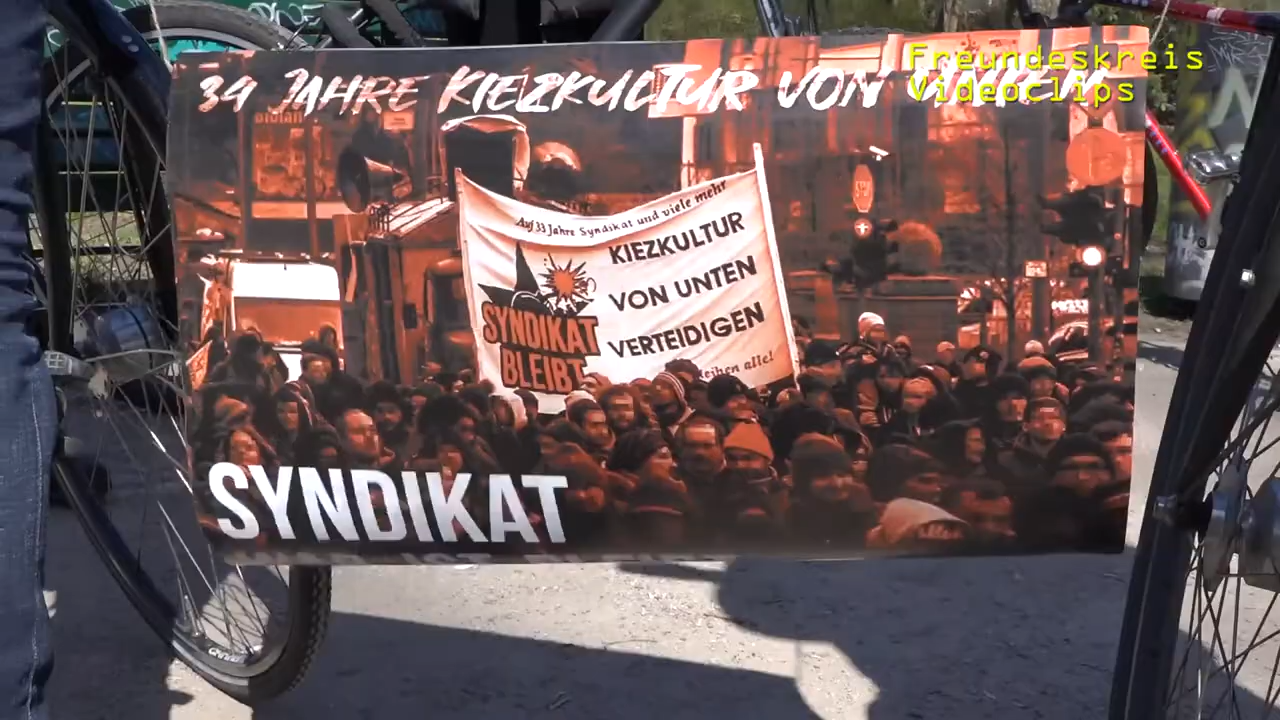 34 JAHRE KIEZKULTUR VON UNTEN
Freundeskreis
Videoclips
Auf 33 Jahre Syndikat und viele mehr
KIEZKULTUR
VON UNTEN
VERTEIDIGEN
SYNDIKAT
BLEIBT
alle!
SYNDIKAT